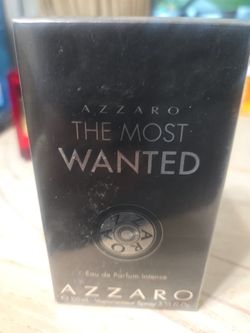 AZZARO
THE MOST
WANTED
AZZARO
Eau de Parfum Intense
AZZARO